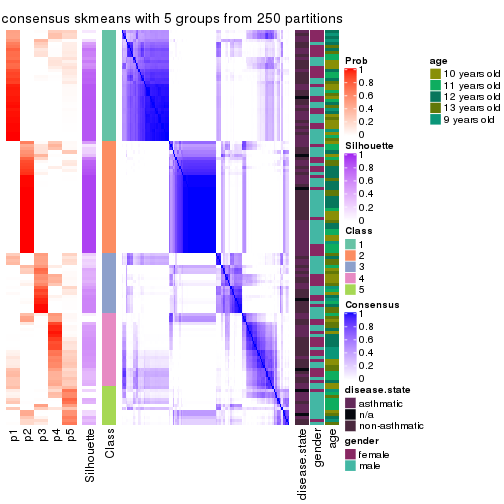 consensus skmeans with 5 groups from 250 partitions
p1
p2
p3
p4
p5
Silhouette
Class
disease.state
gender
age
Prob
1
0.8
0.6
0.4
0.2
0
Silhouette
1
0.8
0.6
0.4
0.2
0
Class
1
2
3
4
5
Consensus
1
0.8
0.6
0.4
0.2
0
disease.state
asthmatic
n/a
non-asthmatic
gender
female
male
age
10 years old
11 years old
12 years old
13 years old
9 years old